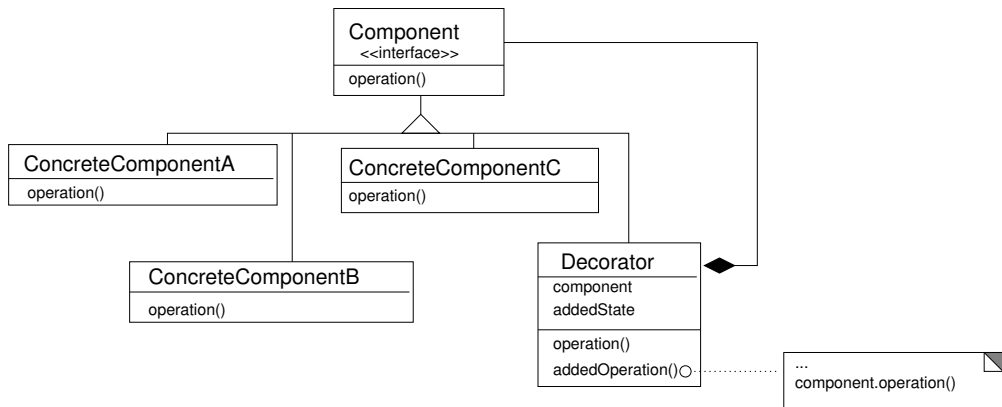 Component
<<interface>>
operation()
ConcreteComponentA
operation()
ConcreteComponentC
operation()
ConcreteComponentB
operation()
Decorator
component
addedState
operation()
addedOperation()
...
component.operation()